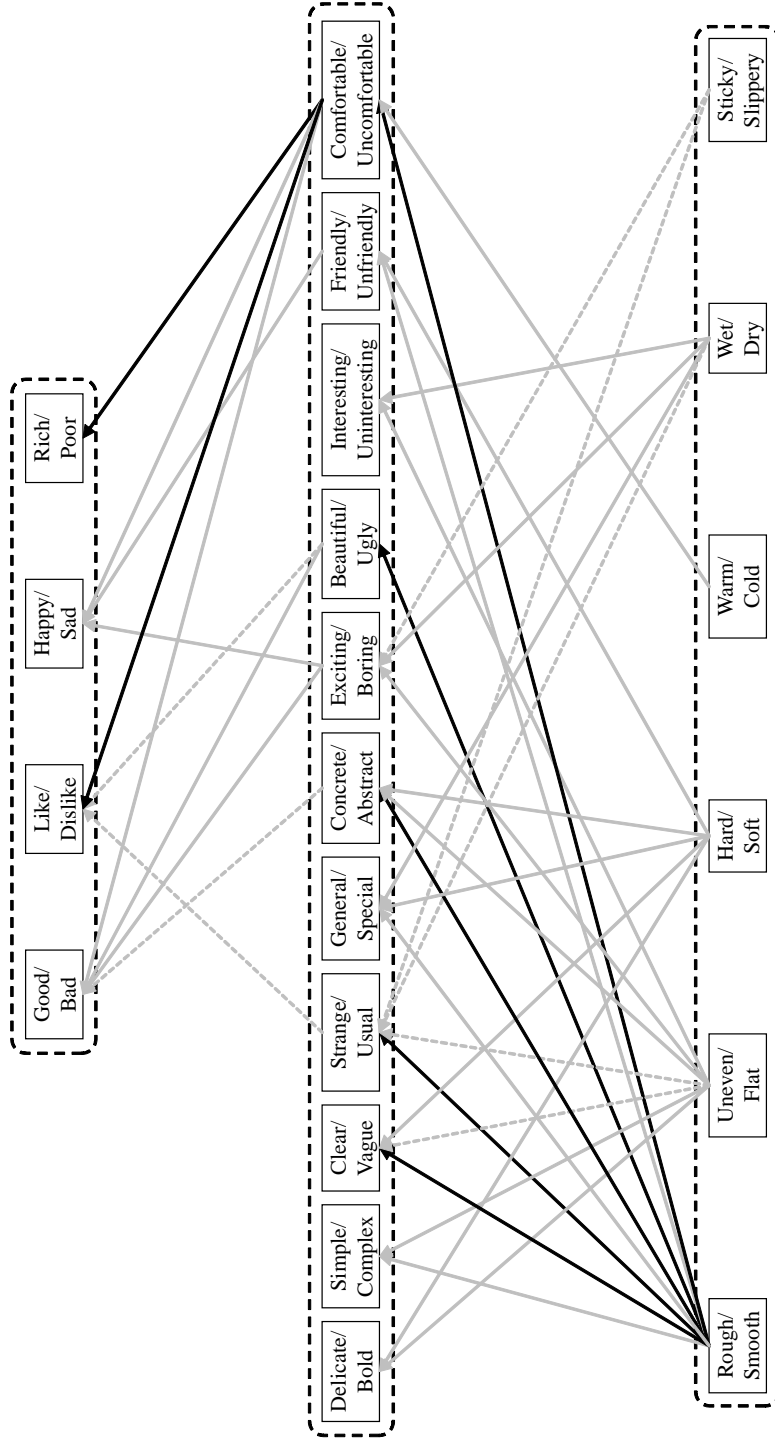 Good/
Bad
Like/
Dislike
Happy/
Sad
Rich/
Poor
Delicate/
Bold
Simple/
Complex
Clear/
Vague
Strange/
Usual
General/
Special
Concrete/
Abstract
Exciting/
Boring
Beautiful/
Ugly
Interesting/
Uninteresting
Friendly/
Unfriendly
Comfortable/
Uncomfortable
Rough/
Smooth
Uneven/
Flat
Hard/
Soft
Warm/
Cold
Wet/
Dry
Sticky/
Slippery